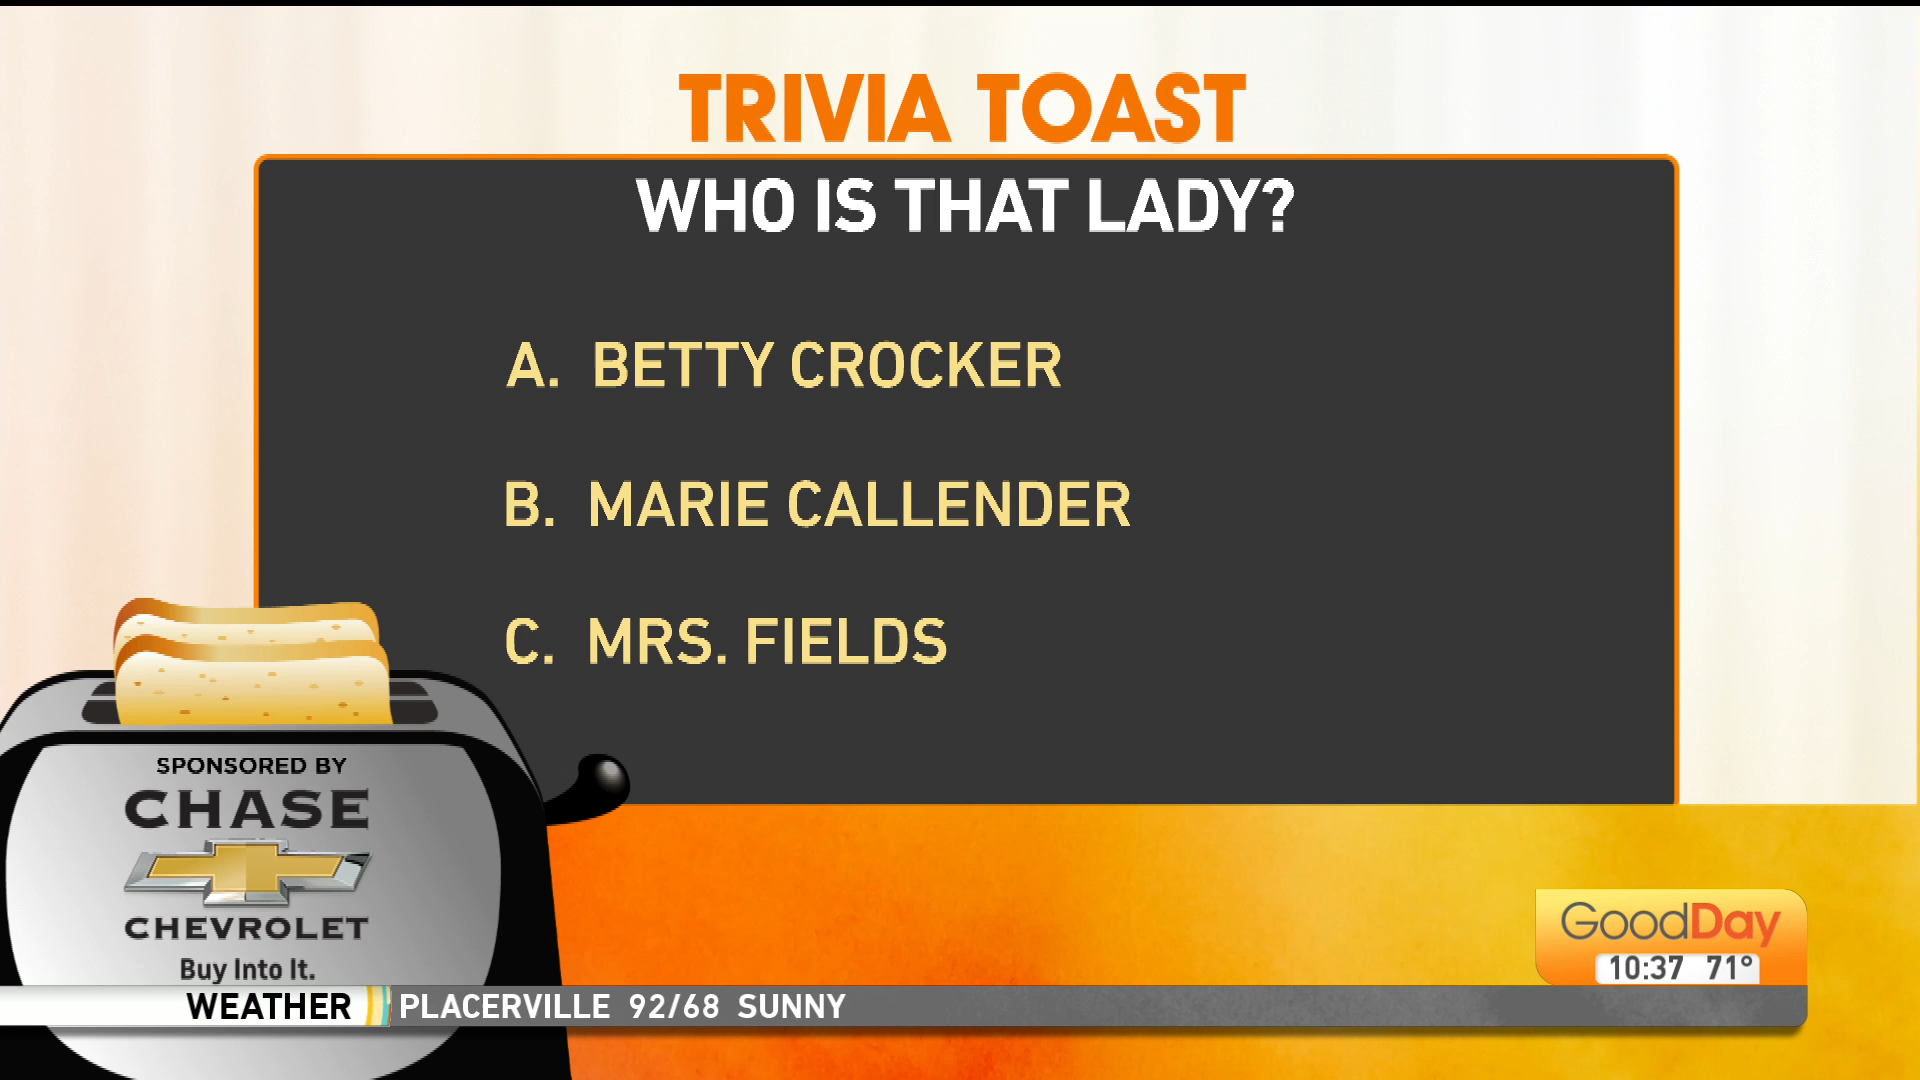 TRIVIA TOAST
WHO IS THAT LADY?
A. BETTY CROCKER
B. MARIE CALLENDER
C. MRS. FIELDS
SPONSORED BY
CHASE
CHEVROLET
Buy Into It.
GoodDay
10:37 71°
WEATHER PLACERVILLE 92/68 SUNNY